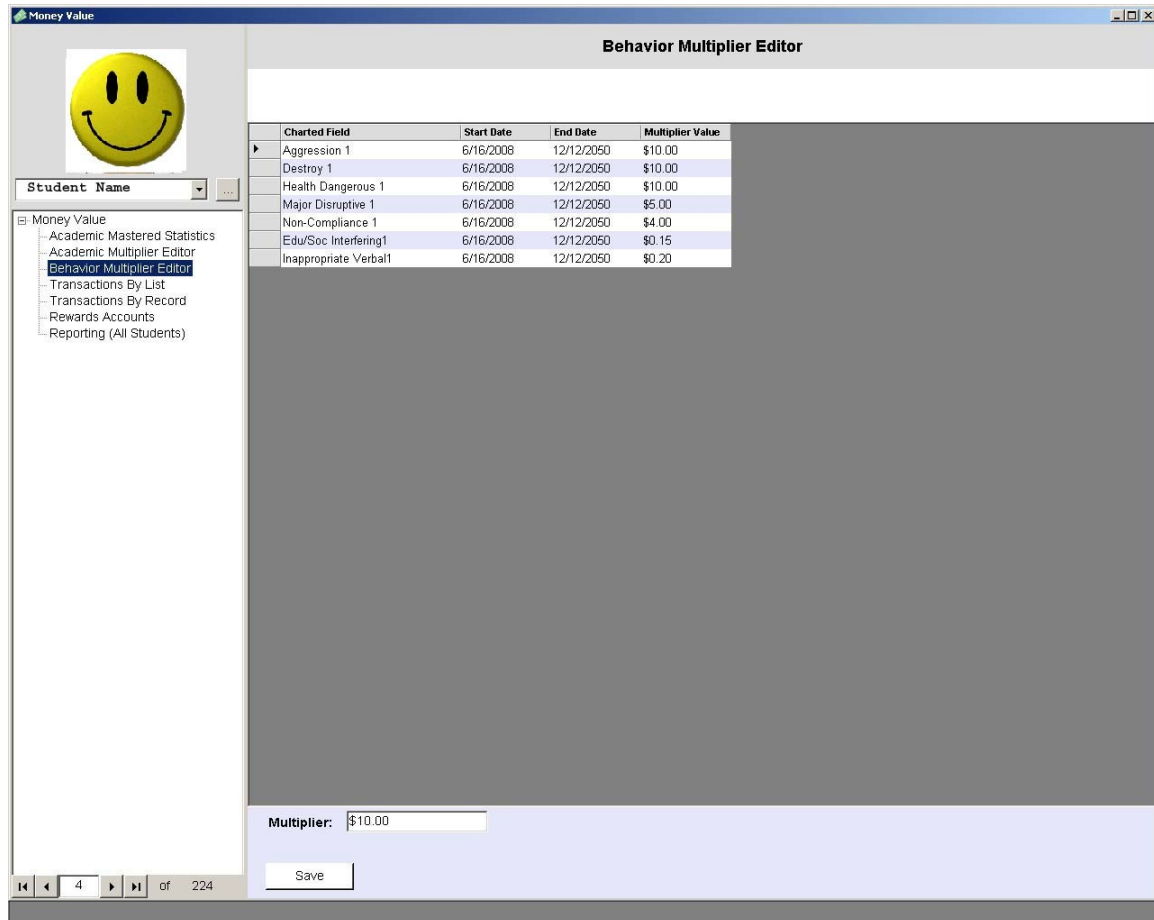 Money Value
Behavior Multiplier Editor
Student Name ...
Money Value
Academic Mastered Statistics
Academic Multiplier Editor
Behavior Multiplier Editor
Transactions By List
Transactions By Record
Rewards Accounts
Reporting (All Students)
Charted Field Start Date End Date Multiplier Value
Aggression 1 6/16/2008 12/12/2050 $10.00
Destroy 1 6/16/2008 12/12/2050 $10.00
Health Dangerous 1 6/16/2008 12/12/2050 $10.00
Major Disruptive 1 6/16/2008 12/12/2050 $5.00
Non-Compliance 1 6/16/2008 12/12/2050 $4.00
Edu/Soc Interfering1 6/16/2008 12/12/2050 $0.15
Inappropriate Verbal1 6/16/2008 12/12/2050 $0.20
Multiplier: $10.00
Save
4 of 224